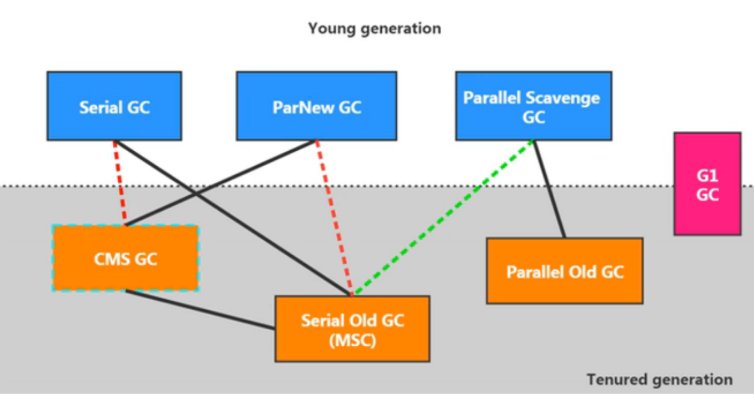 Young generation
Serial GC
ParNew GC
Parallel Scavenge
GC
G1
GC
CMS GC
Parallel Old GC
Serial Old GC
(MSC)
Tenured generation